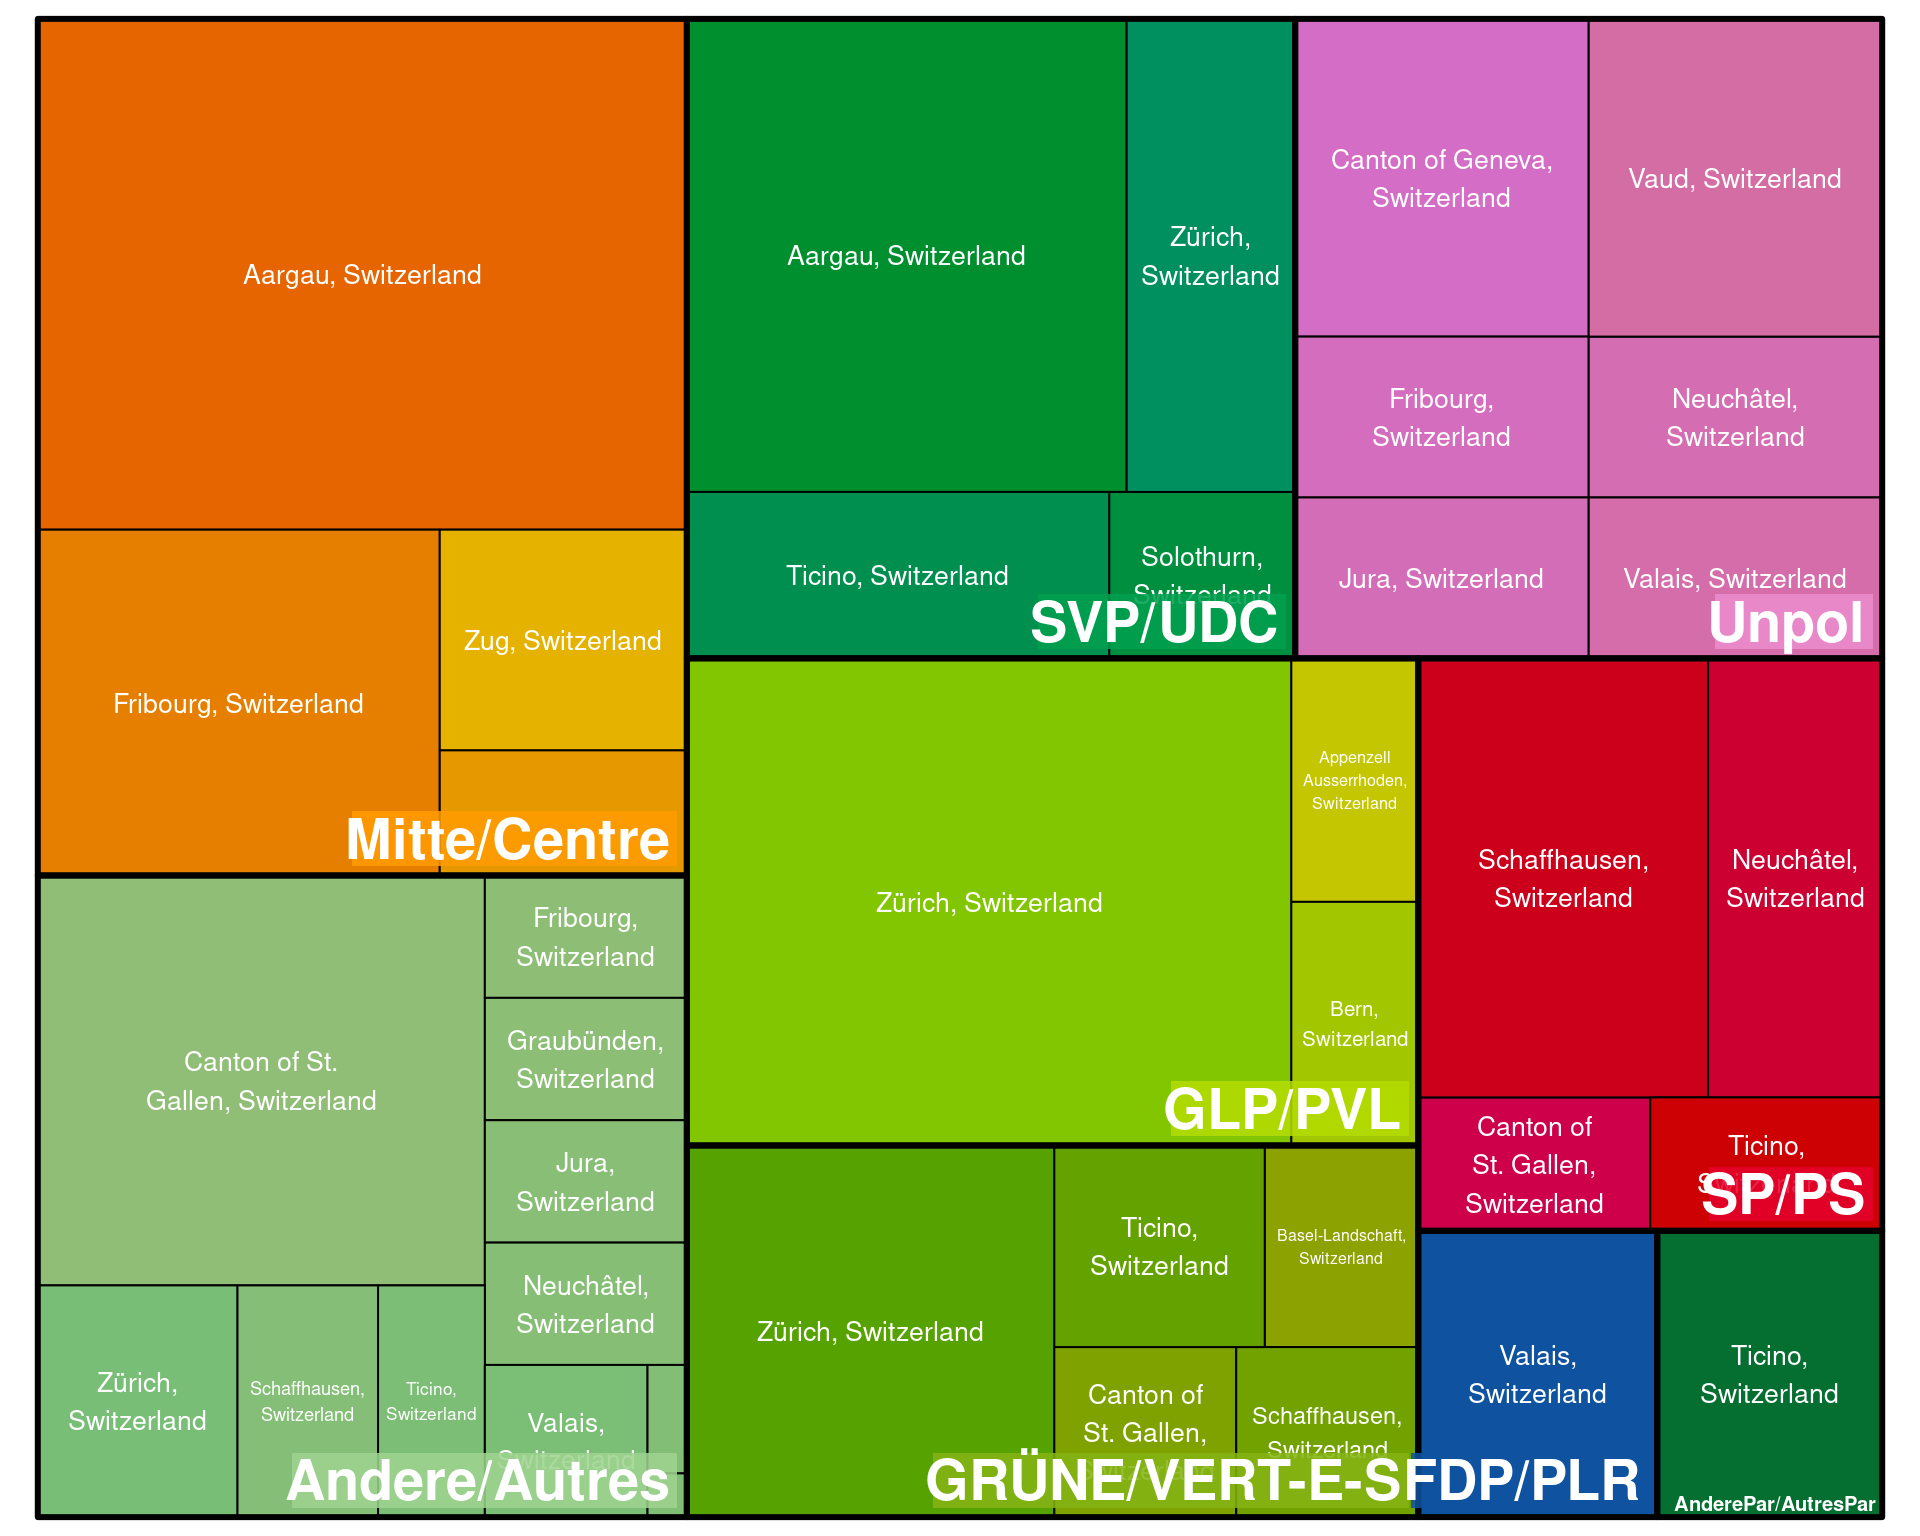 Aargau, Switzerland
Fribourg, Switzerland
Zug, Switzerland
Mitte/Centre
Aargau, Switzerland
Zürich,
Switzerland
Ticino, Switzerland
Solothurn,
Switzerland
SVP/UDC
Canton of Geneva,
Switzerland
Vaud, Switzerland
Fribourg,
Switzerland
Neuchâtel,
Switzerland
Jura, Switzerland
Valais, Switzerland
Unpol
Canton of St.
Gallen, Switzerland
Fribourg,
Switzerland
Graubünden,
Switzerland
Jura,
Switzerland
Neuchâtel,
Switzerland
Zürich,
Switzerland
Schaffhausen,
Switzerland
Ticino,
Switzerland
Valais,
Switzerland
Andere/Autres
Zürich, Switzerland
Appenzell
Ausserrhoden,
Switzerland
Bern,
Switzerland
GLP/PVL
Zürich, Switzerland
Ticino,
Switzerland
Basel-Landschaft,
Switzerland
Canton of
St. Gallen,
Switzerland
Schaffhausen,
Switzerland
GRÜNE/VERT-E-S
Schaffhausen,
Switzerland
Neuchâtel,
Switzerland
Canton of
St. Gallen,
Switzerland
Ticino,
SP/PS
Valais,
Switzerland
FDP/PLR
Ticino,
Switzerland
AnderePar/AutresPar